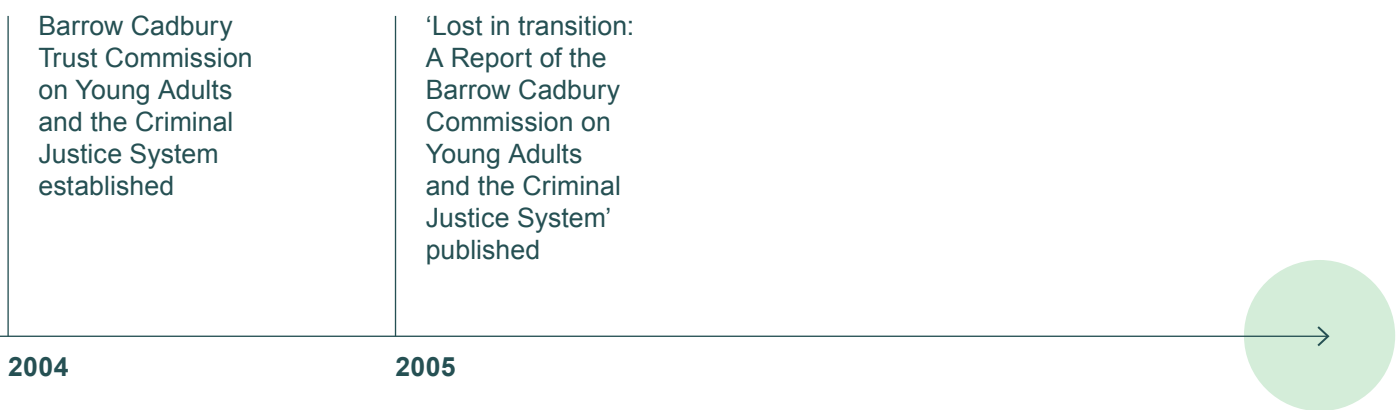 Barrow Cadbury
Trust Commission
on Young Adults
and the Criminal
Justice System
established
‘Lost in transition:
A Report of the
Barrow Cadbury
Commission on
Young Adults
and the Criminal
Justice System’
published
2004
2005